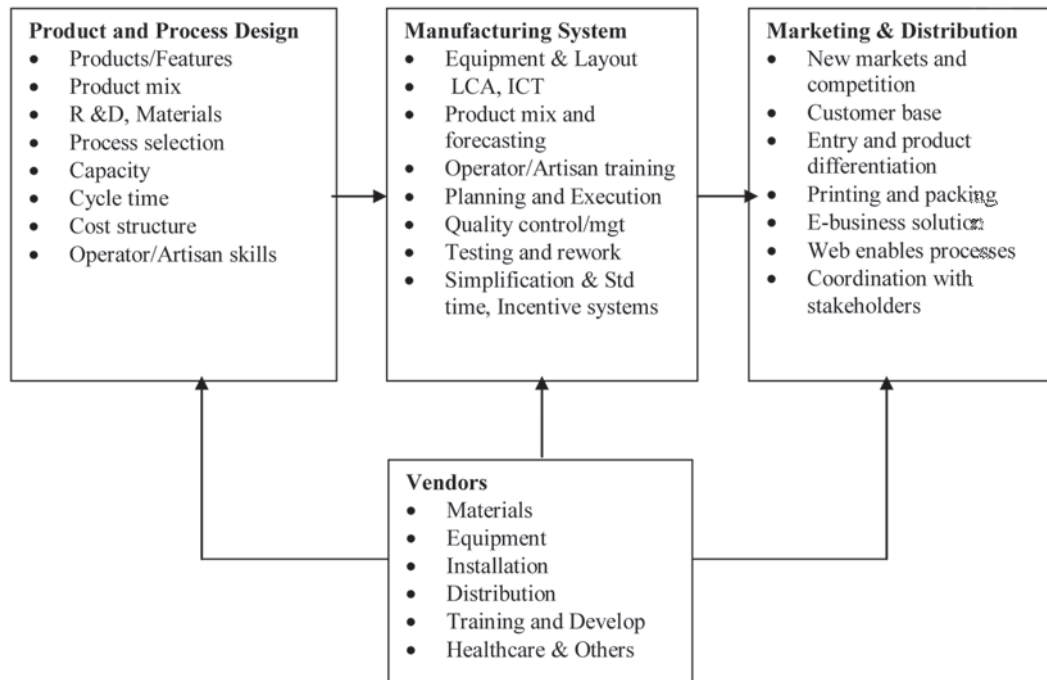 Product and Process Design
• Products/Features
• Product mix
• R &D, Materials
• Process selection
• Capacity
• Cycle time
• Cost structure
• Operator/Artisan skills
Manufacturing System
• Equipment & Layout
• LCA, ICT
• Product mix and
forecasting
• Operator/Artisan training
• Planning and Execution
• Quality control/mgt
• Testing and rework
• Simplification & Std
time, Incentive systems
Marketing & Distribution
• New markets and
competition
• Customer base
• Entry and product
differentiation
• Printing and packing
• E-business solution
• Web enables processes
• Coordination with
stakeholders
Vendors
• Materials
• Equipment
• Installation
• Distribution
• Training and Develop
• Healthcare & Others